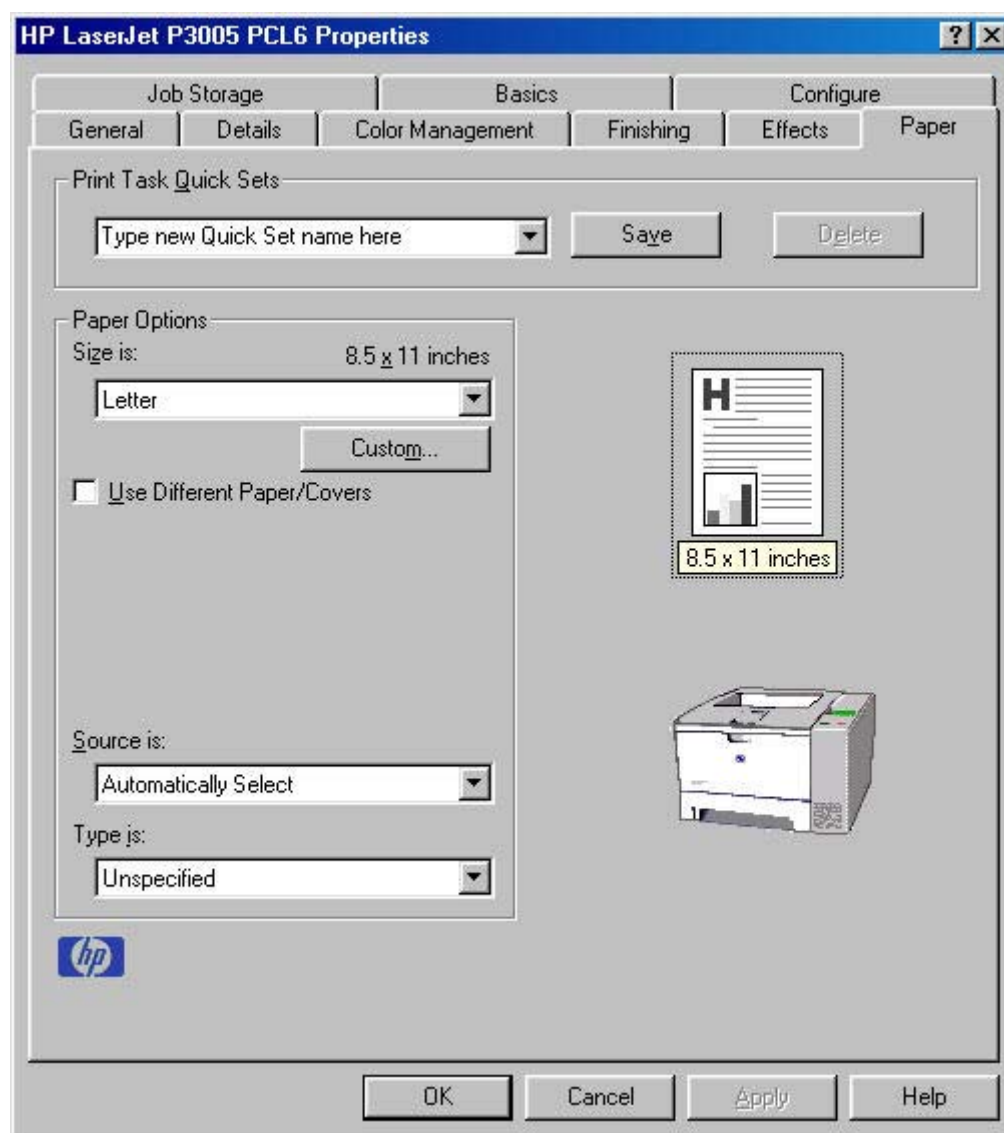 HP LaserJet P3005 PCL6 Properties
Job Storage Basics Configure
General Details Color Management Finishing Effects Paper
Print Task Quick Sets
Type new Quick Set name here Save Delete
Paper Options
Size is: 8.5 x 11 inches
Letter
Custom...
Use Different Paper/Covers
H
8.5 x 11 inches
Source is:
Automatically Select
Type is:
Unspecified
hp
OK Cancel Apply Help